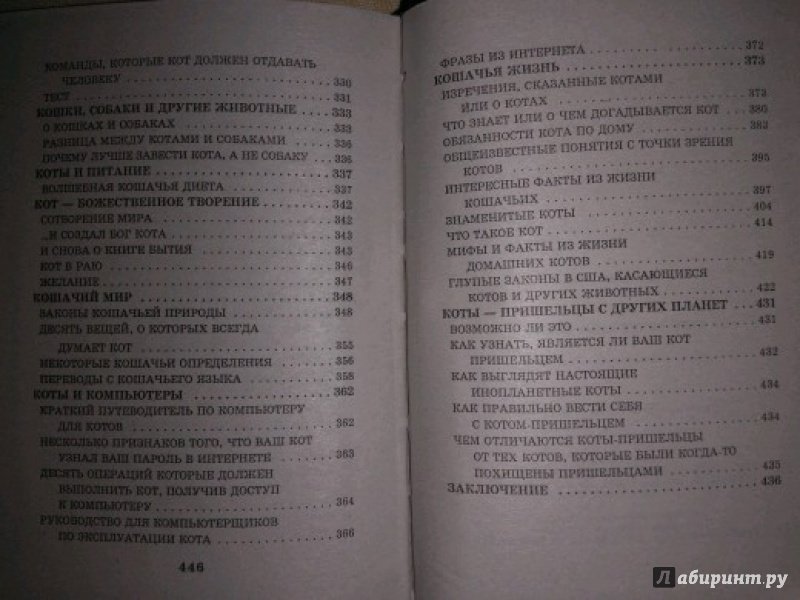 КОМАНДЫ, КОТОРЫЕ КОТ ДОЛЖЕН ОТДАВАТЬ
ЧЕЛОВЕКУ 330
ТЕСТ 331
КОШКИ, СОБАКИ И ДРУГИЕ ЖИВОТНЫЕ 333
О КОШКАХ И СОБАКАХ 333
РАЗНИЦА МЕЖДУ КОТАМИ И СОБАКАМИ 336
ПОЧЕМУ ЛУЧШЕ ЗАВЕСТИ КОТА, А НЕ СОБАКУ 336
КОТЫ И ПИТАНИЕ 337
ВОЛШЕБНАЯ КОШАЧЬЯ ДИЕТА 337
КОТ — БОЖЕСТВЕННОЕ ТВОРЕНИЕ 342
СОТВОРЕНИЕ МИРА 342
...И СОЗДАЛ БОГ КОТА 343
И СНОВА О КНИГЕ БЫТИЯ 343
КОТ В РАЮ 346
ЖЕЛАНИЕ 347
КОШАЧИЙ МИР 348
ЗАКОНЫ КОШАЧЬЕЙ ПРИРОДЫ 348
ДЕСЯТЬ ВЕЩЕЙ, О КОТОРЫХ ВСЕГДА
ДУМАЕТ КОТ 355
НЕКОТОРЫЕ КОШАЧЬИ ОПРЕДЕЛЕНИЯ 356
ПЕРЕВОДЫ С КОШАЧЬЕГО ЯЗЫКА 358
КОТЫ И КОМПЬЮТЕРЫ 362
КРАТКИЙ ПУТЕВОДИТЕЛЬ ПО КОМПЬЮТЕРУ
ДЛЯ КОТОВ 362
НЕСКОЛЬКО ПРИЗНАКОВ ТОГО, ЧТО ВАШ КОТ
УЗНАЛ ВАШ ПАРОЛЬ В ИНТЕРНЕТЕ 363
ДЕСЯТЬ ОПЕРАЦИЙ КОТОРЫЕ ДОЛЖЕН
ВЫПОЛНИТЬ КОТ, ПОЛУЧИВ ДОСТУП
К КОМПЬЮТЕРУ 364
РУКОВОДСТВО ДЛЯ КОМПЬЮТЕРЩИКОВ
ПО ЭКСПЛУАТАЦИИ КОТА 366
446
ФРАЗЫ ИЗ ИНТЕРНЕТА 372
КОШАЧЬЯ ЖИЗНЬ 373
ИЗРЕЧЕНИЯ, СКАЗАННЫЕ КОТАМИ
ИЛИ О КОТАХ 373
ЧТО ЗНАЕТ ИЛИ О ЧЕМ ДОГАДЫВАЕТСЯ КОТ 380
ОБЯЗАННОСТИ КОТА ПО ДОМУ 383
ОБЩЕИЗВЕСТНЫЕ ПОНЯТИЯ С ТОЧКИ ЗРЕНИЯ
КОТОВ 395
ИНТЕРЕСНЫЕ ФАКТЫ ИЗ ЖИЗНИ
КОШАЧЬИХ 397
ЗНАМЕНИТЫЕ КОТЫ 404
ЧТО ТАКОЕ КОТ 414
МИФЫ И ФАКТЫ ИЗ ЖИЗНИ
ДОМАШНИХ КОТОВ 419
ГЛУПЫЕ ЗАКОНЫ В США, КАСАЮЩИЕСЯ
КОТОВ И ДРУГИХ ЖИВОТНЫХ 422
КОТЫ — ПРИШЕЛЬЦЫ С ДРУГИХ ПЛАНЕТ 431
ВОЗМОЖНО ЛИ ЭТО 431
КАК УЗНАТЬ, ЯВЛЯЕТСЯ ЛИ ВАШ КОТ
ПРИШЕЛЬЦЕМ 432
КАК ВЫГЛЯДЯТ НАСТОЯЩИЕ
ИНОПЛАНЕТНЫЕ КОТЫ 434
КАК ПРАВИЛЬНО ВЕСТИ СЕБЯ
С КОТОМ-ПРИШЕЛЬЦЕМ 434
ЧЕМ ОТЛИЧАЮТСЯ КОТЫ-ПРИШЕЛЬЦЫ
ОТ ТЕХ КОТОВ, КОТОРЫЕ БЫЛИ КОГДА-ТО
ПОХИЩЕНЫ ПРИШЕЛЬЦАМИ 435
ЗАКЛЮЧЕНИЕ 436
Лабиринт.ру